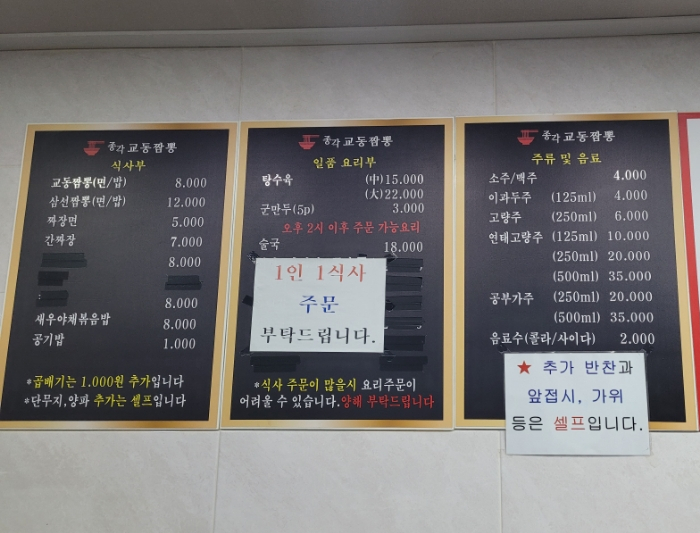 종각 교동짬뽕
식사부
교동짬뽕(면/밥) 8.000
삼선짬뽕(면/밥) 12.000
짜장면 5.000
간짜장 7.000
8.000
8.000
새우야채볶음밥 8.000
공기밥 1.000
*곱배기는 1.000원 추가입니다
*단무지,양파 추가는 셀프입니다
종각 교동짬뽕
일품 요리부
탕수육 (中)15.000
(大)22.000
군만두(5p) 3.000
오후 2시 이후 주문 가능요리
술국 18.000
1인 1식사
주문
부탁드립니다.
*식사 주문이 많을시 요리주문이
어려울 수 있습니다.양해 부탁드립니다
종각 교동짬뽕
주류 및 음료
소주/맥주 4.000
이과두주 (125ml) 4.000
고량주 (250ml) 6.000
연태고량주 (125ml) 10.000
(250ml) 20.000
(500ml) 35.000
공부가주 (250ml) 20.000
(500ml) 35.000
음료수(콜라/사이다) 2.000
★ 추가 반찬과
앞접시, 가위
등은 셀프입니다.